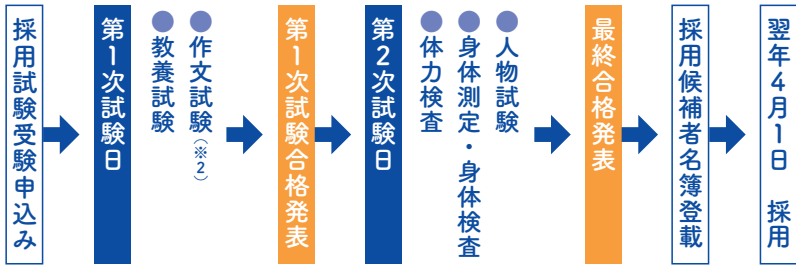 採用試験受験申込み
第1次試験日
●教養試験
●作文試験(※2)
第1次試験合格発表
第2次試験日
●体力検査
●身体測定・身体検査
●人物試験
最終合格発表
採用候補者名簿登載
翌年4月1日 採用